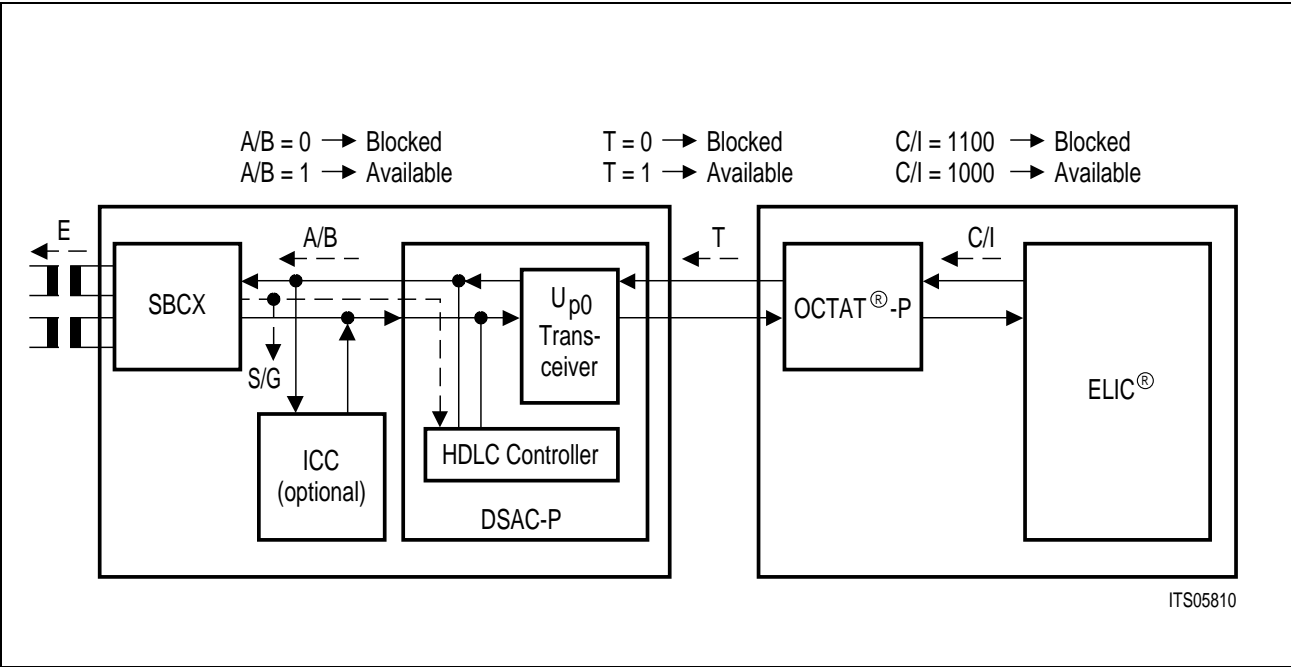 A/B = 0 → Blocked
A/B = 1 → Available
T = 0 → Blocked
T = 1 → Available
C/I = 1100 → Blocked
C/I = 1000 → Available
E
A/B
T
C/I
SBCX
S/G
ICC
(optional)
Up0
Trans-
ceiver
HDLC Controller
DSAC-P
OCTAT®-P
ELIC®
ITS05810